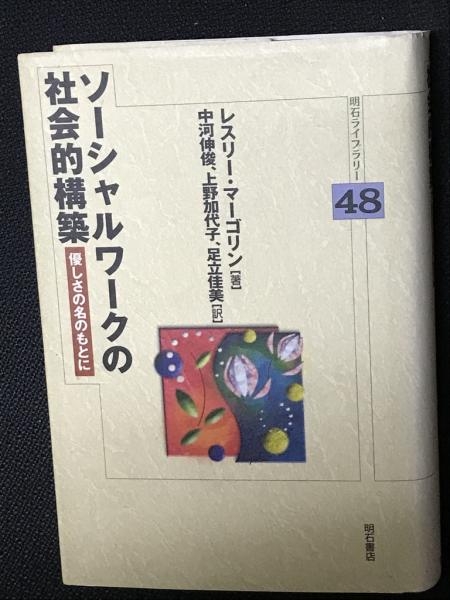 ソーシャルワークの
社会的構築
優しさの名のもとに
レスリー・マーゴリン[著]
中河伸俊、上野加代子、足立佳美[訳]
明石ライブラリー
48
明石書店